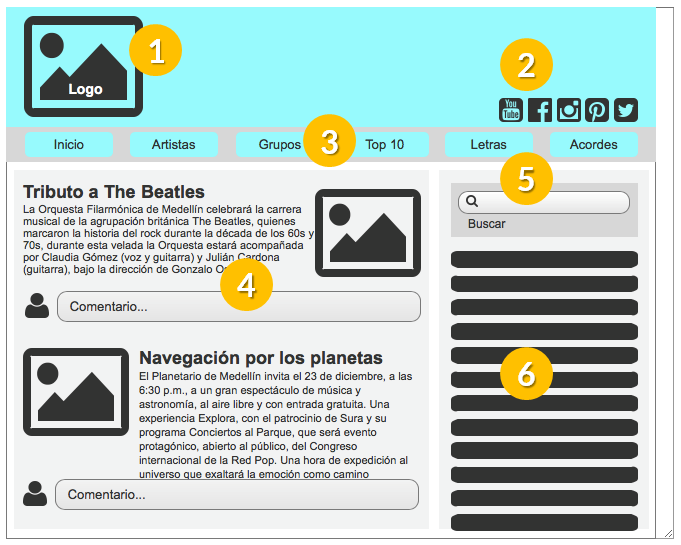 Logo
1
2
You
Tube
Inicio
Artistas
Grupos
3
Top 10
Letras
Acordes
Tributo a The Beatles
La Orquesta Filarmónica de Medellín celebrará la carrera
musical de la agrupación británica The Beatles, quienes
marcaron la historia del rock durante la década de los 60s y
70s, durante esta velada la Orquesta estará acompañada
por Claudia Gómez (voz y guitarra) y Julián Cardona
(guitarra), bajo la dirección de Gonzalo
4
Comentario...
Navegación por los planetas
El Planetario de Medellín invita el 23 de diciembre, a las
6:30 p.m., a un gran espectáculo de música y
astronomía, al aire libre y con entrada gratuita. Una
experiencia Explora, con el patrocinio de Sura y su
programa Conciertos al Parque, que será evento
protagónico, abierto al público, del Congreso
internacional de la Red Pop. Una hora de expedición al
universo que exaltará la emoción como camino
Comentario...
5
Buscar
6